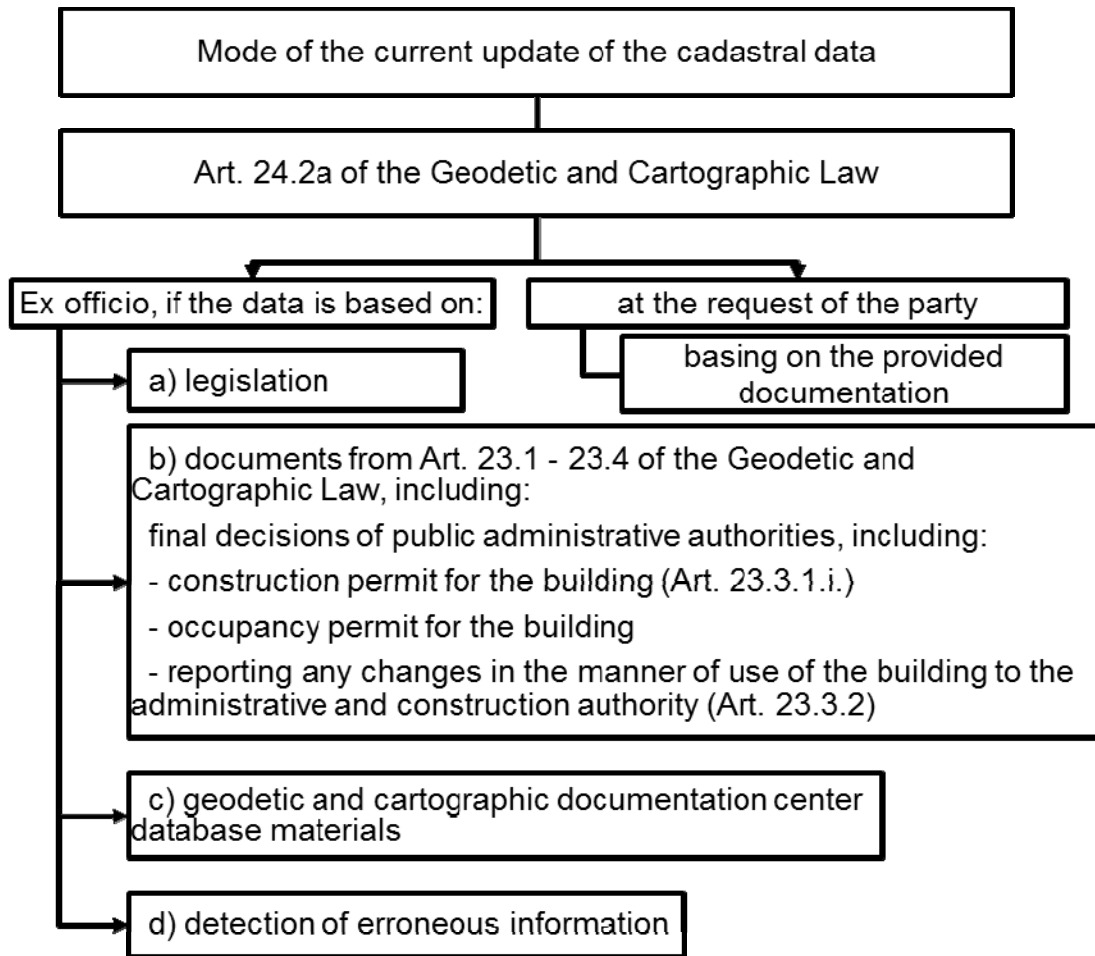 Mode of the current update of the cadastral data
Art. 24.2a of the Geodetic and Cartographic Law
Ex officio, if the data is based on:
at the request of the party
basing on the provided
documentation
a) legislation
b) documents from Art. 23.1 - 23.4 of the Geodetic and
Cartographic Law, including:
final decisions of public administrative authorities, including:
- construction permit for the building (Art. 23.3.1.i.)
- occupancy permit for the building
- reporting any changes in the manner of use of the building to the
administrative and construction authority (Art. 23.3.2)
c) geodetic and cartographic documentation center
database materials
d) detection of erroneous information